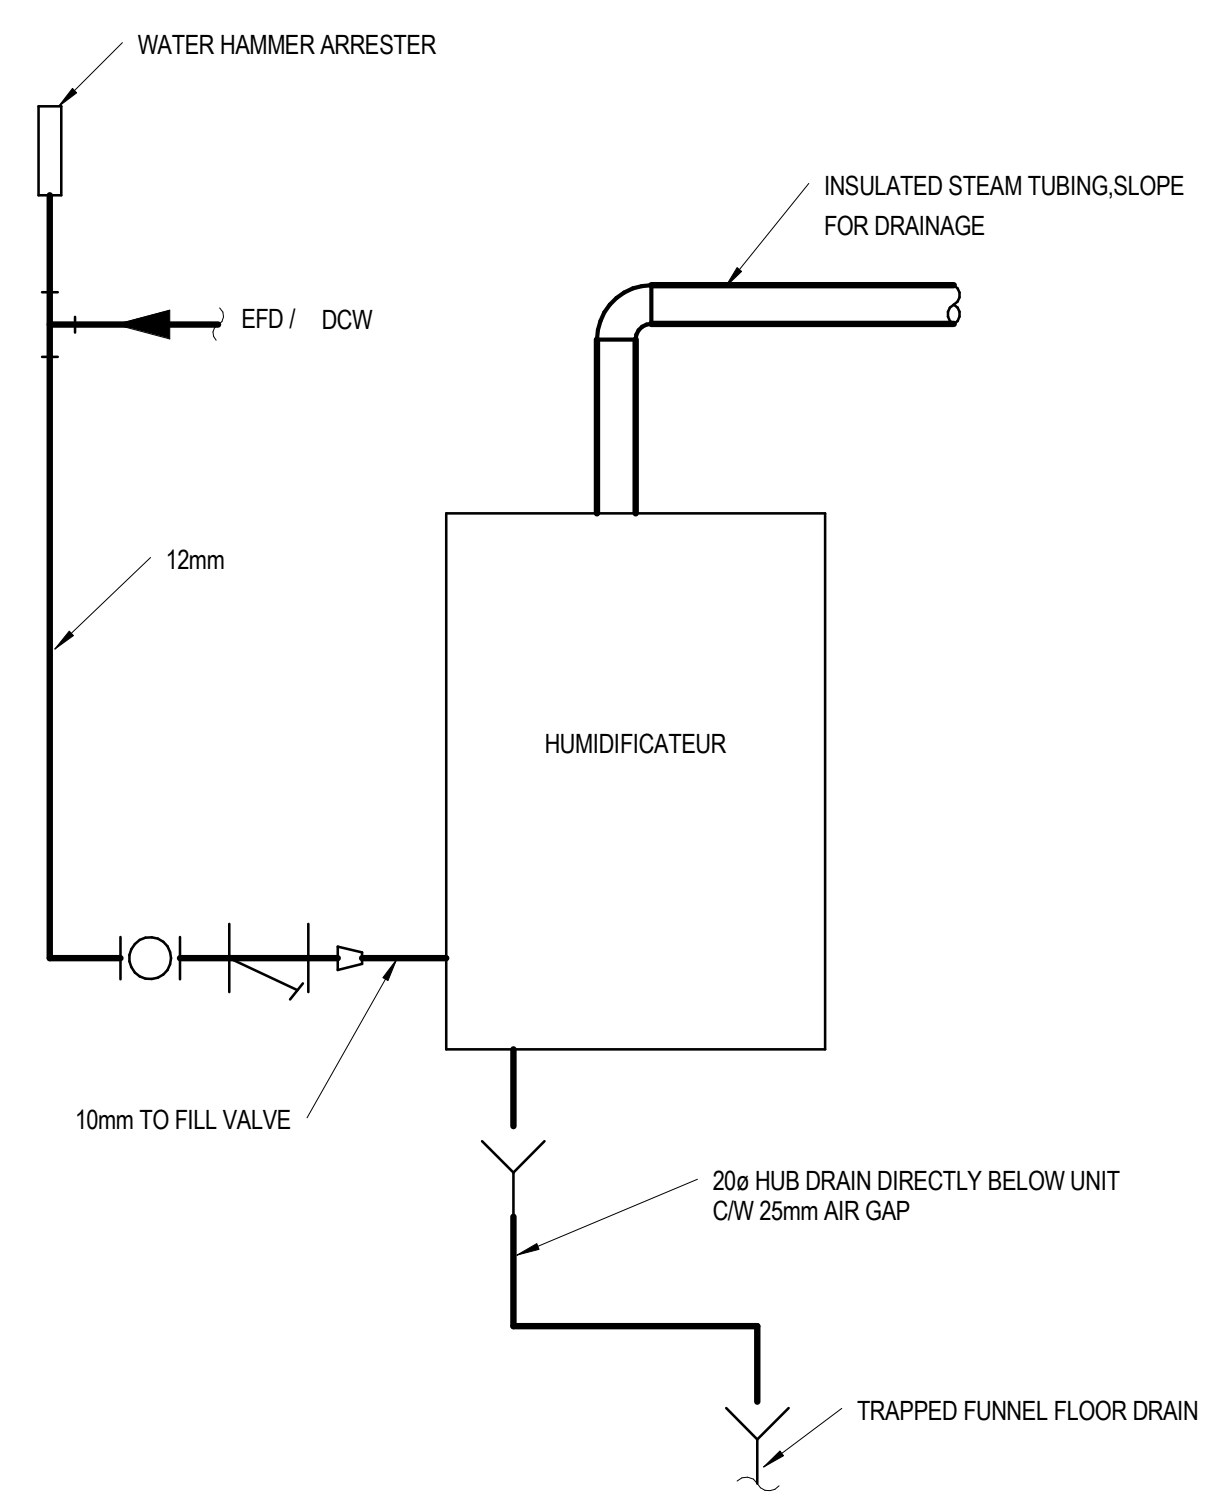 WATER HAMMER ARRESTER
INSULATED STEAM TUBING,SLOPE
FOR DRAINAGE
EFD / DCW
12mm
HUMIDIFICATEUR
10mm TO FILL VALVE
20ø HUB DRAIN DIRECTLY BELOW UNIT
C/W 25mm AIR GAP
TRAPPED FUNNEL FLOOR DRAIN